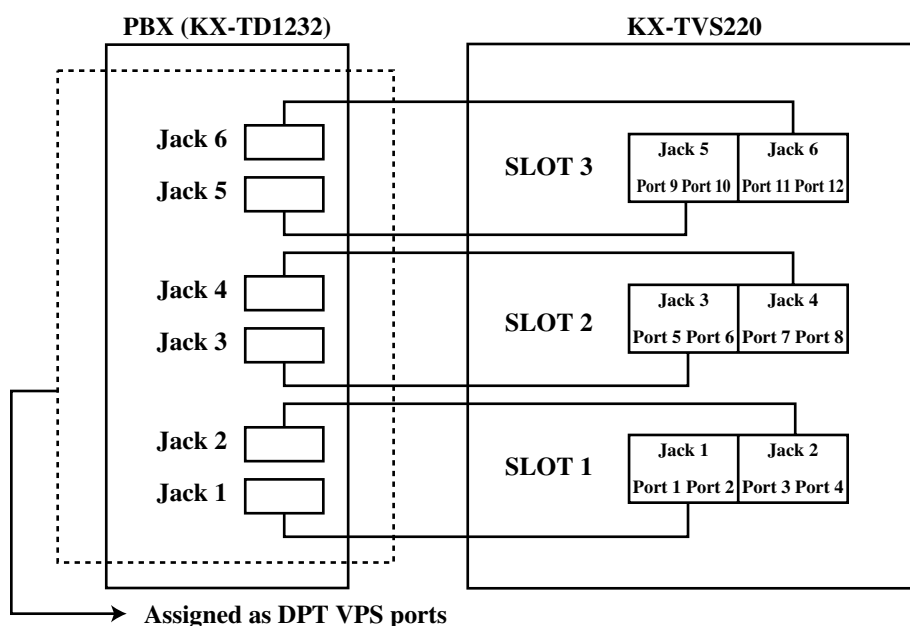 PBX (KX-TD1232)
KX-TVS220
Jack 6
Jack 5
Jack 4
Jack 3
Jack 2
Jack 1
SLOT 3
Jack 5
Jack 6
Port 9 Port 10
Port 11 Port 12
SLOT 2
Jack 3
Jack 4
Port 5 Port 6
Port 7 Port 8
SLOT 1
Jack 1
Jack 2
Port 1 Port 2
Port 3 Port 4
Assigned as DPT VPS ports